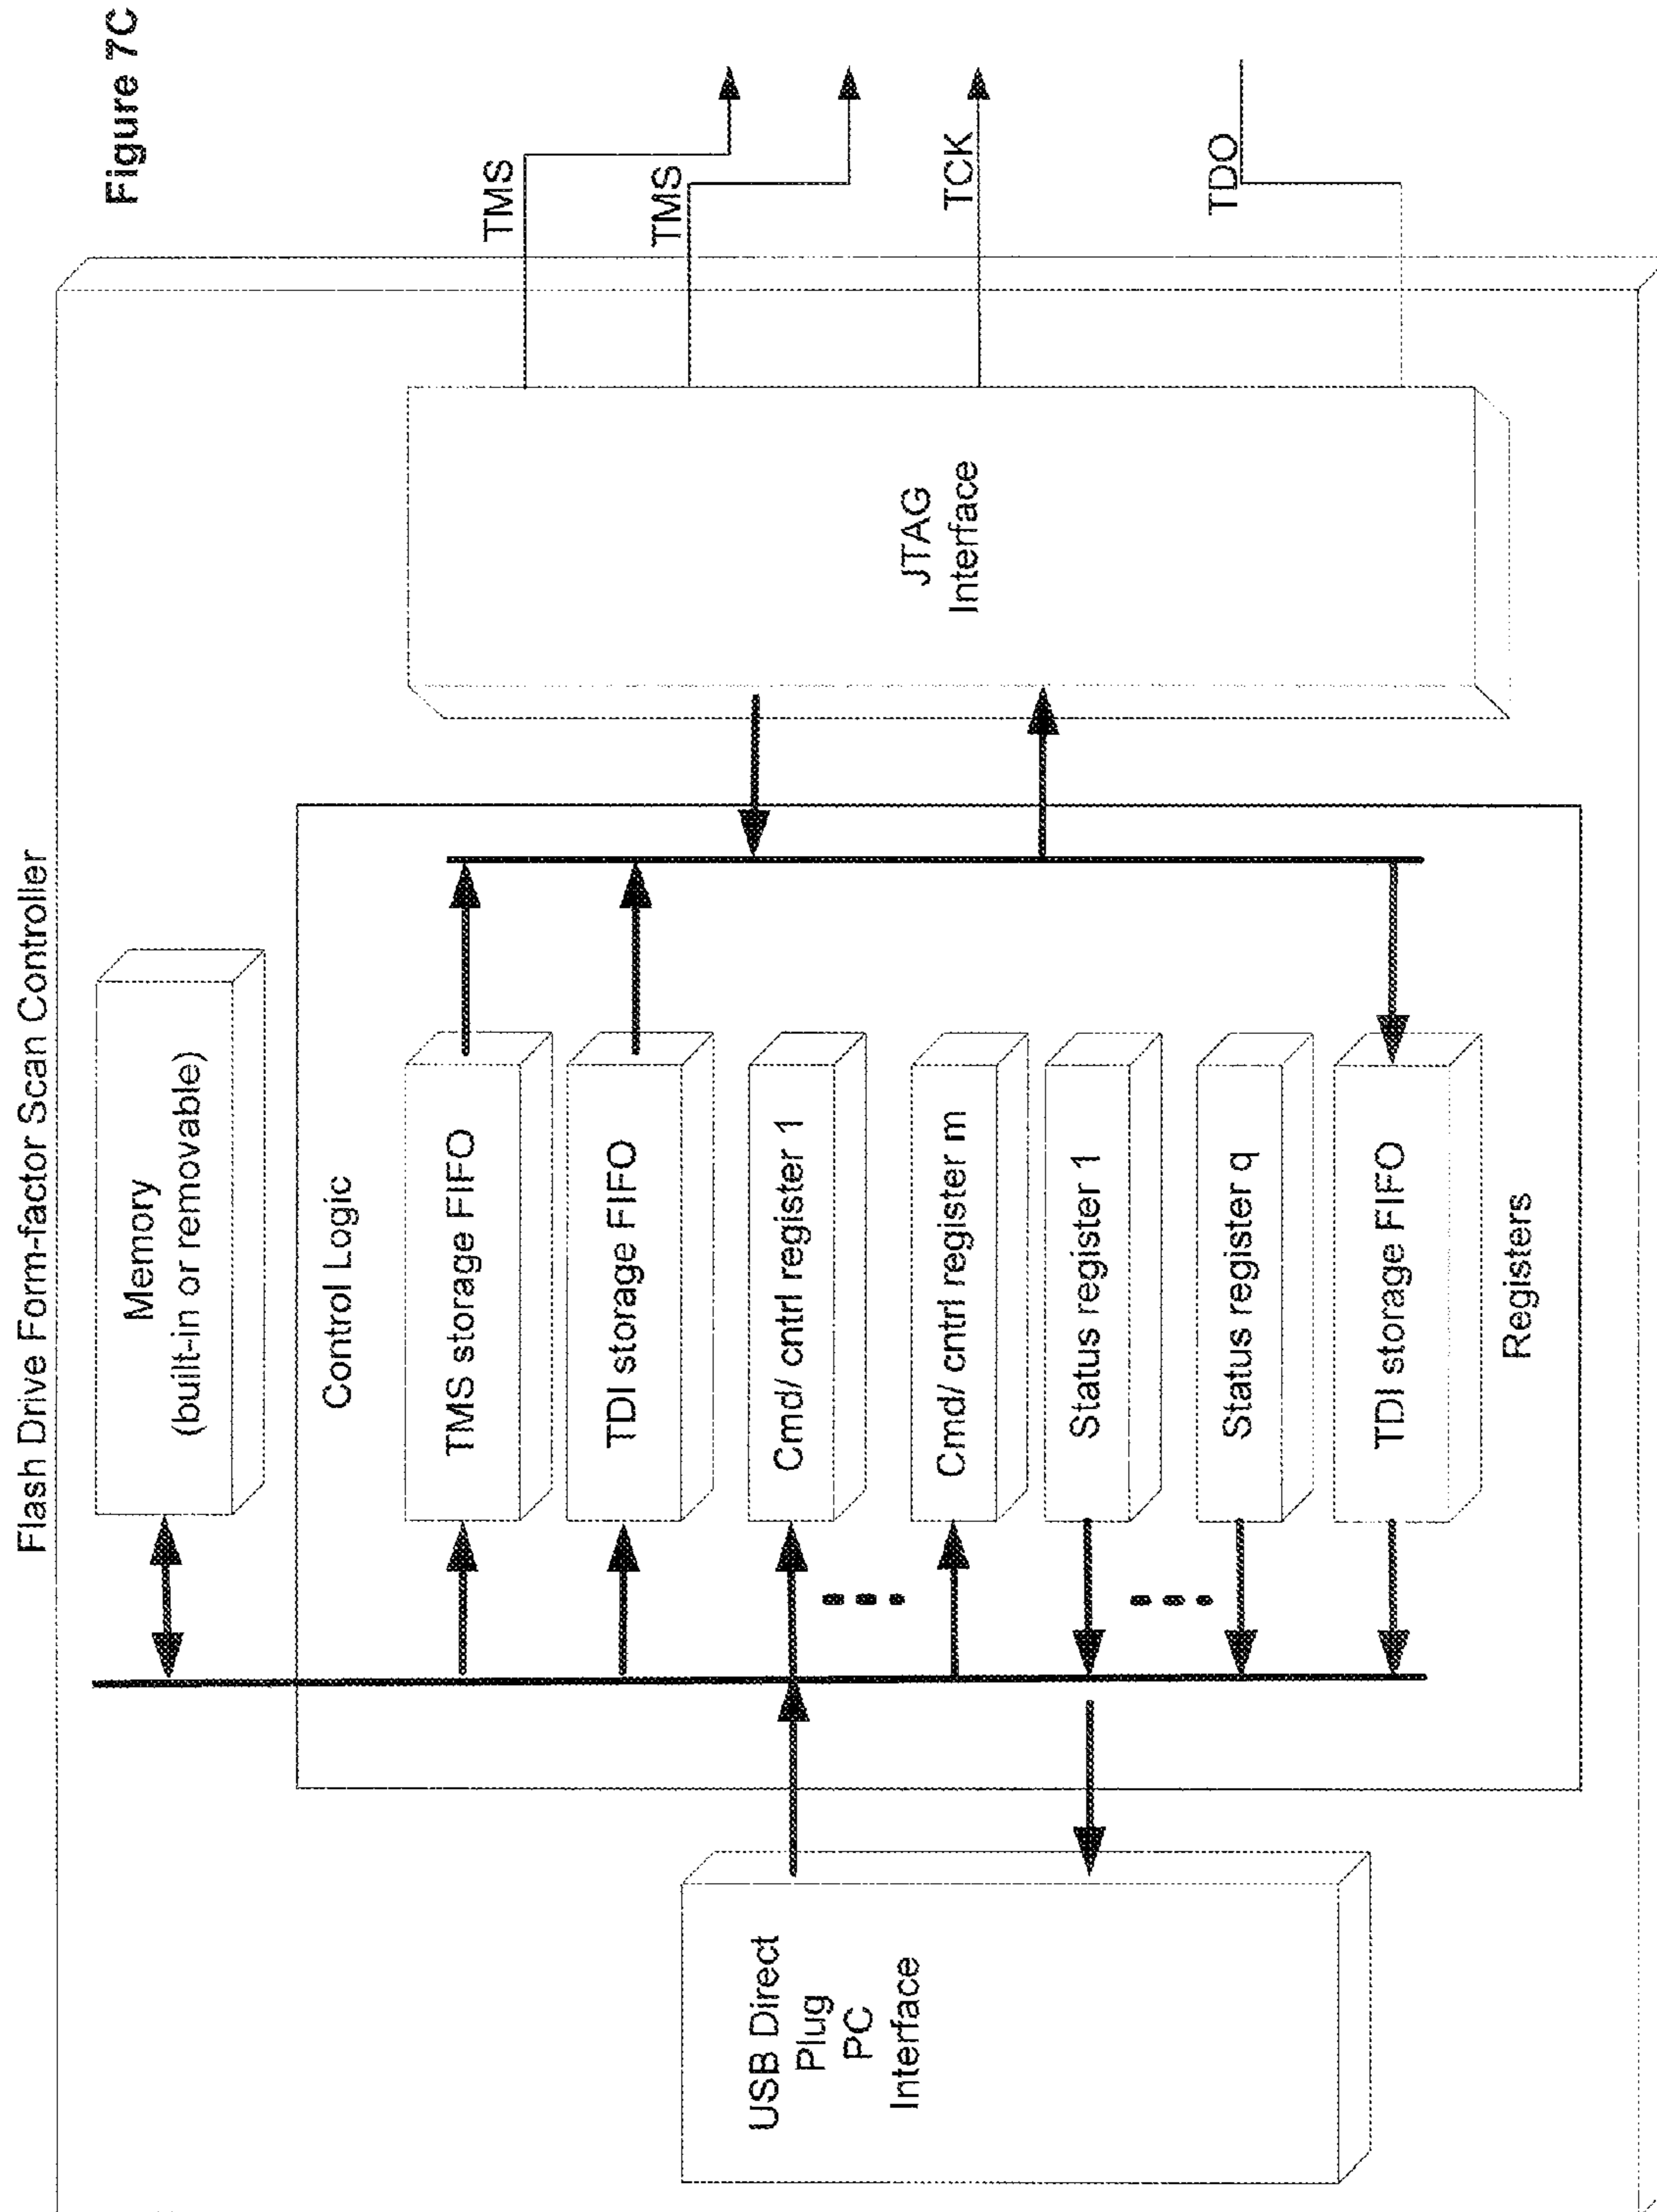 Figure 7C
Flash Drive Form-factor Scan Controller
Memory
(built-in or removable)
Control Logic
TMS storage FIFO
TDI storage FIFO
Cmd/ cntrl register 1
Cmd/ cntrl register m
Status register 1
Status register q
TDI storage FIFO
Registers
USB Direct
Plug
PC
Interface
JTAG
Interface
TMS
TMS
TCK
TDO